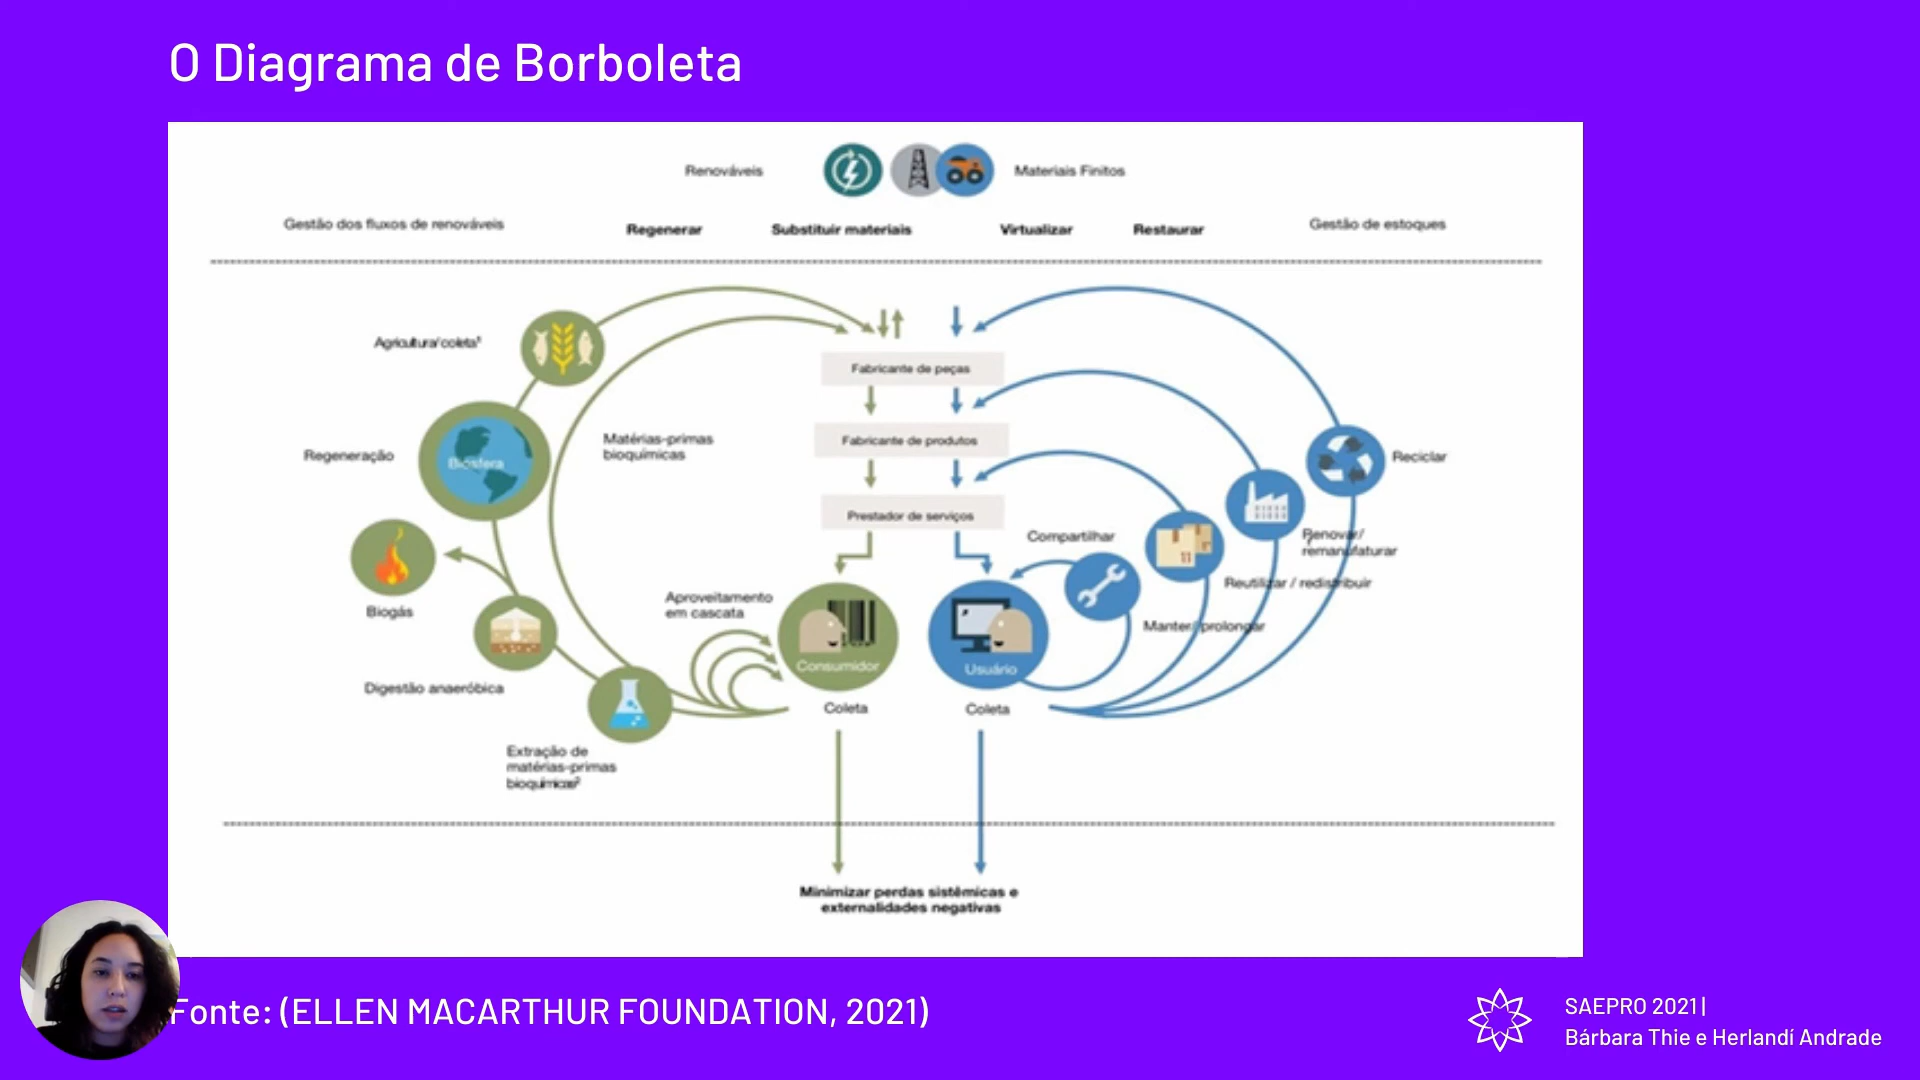 O Diagrama de Borboleta
Renováveis
Materiais Finitos
Gestão dos fluxos de renováveis
Regenerar
Substituir materiais
Virtualizar
Restaurar
Gestão de estoques
Agricultura/coleta¹
Fabricante de peças
Matérias-primas
bioquímicas
Fabricante de produtos
Regeneração
Biosfera
Reciclar
Prestador de serviços
Compartilhar
Renovar/
remanufaturar
Reutilizar / redistribuir
Biogás
Aproveitamento
em cascata
Manter/prolongar
Consumidor
Usuário
Digestão anaeróbica
Coleta
Coleta
Extração de
matérias-primas
bioquímicas²
Minimizar perdas sistêmicas e
externalidades negativas
Fonte: (ELLEN MACARTHUR FOUNDATION, 2021)
SAEPRO 2021 |
Bárbara Thie e Herlandí Andrade